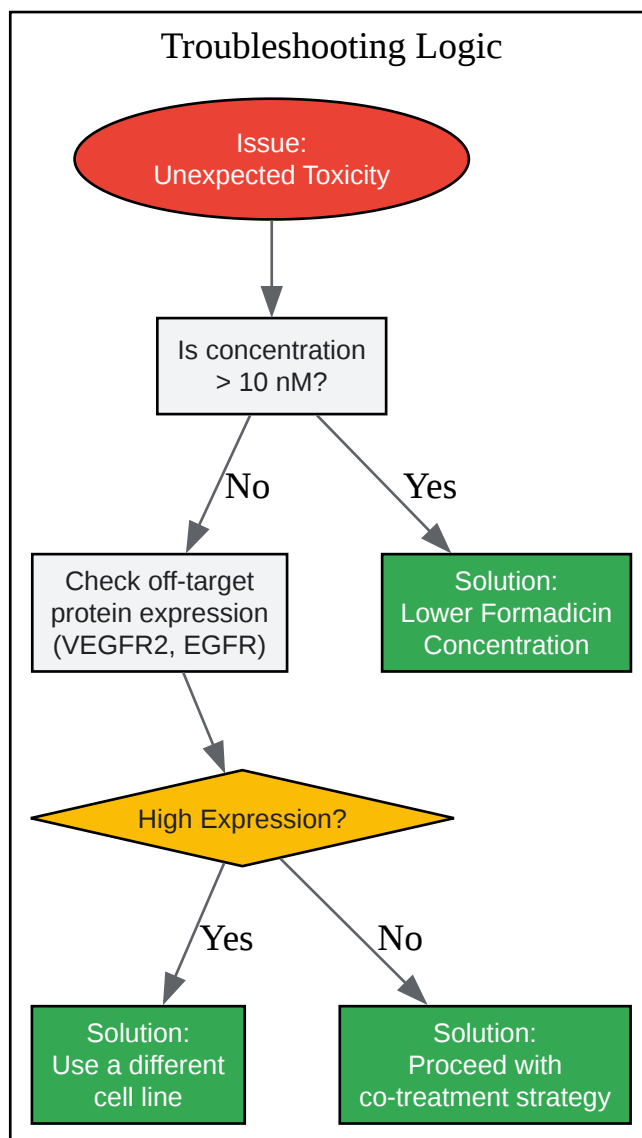 Troubleshooting Logic
Issue:
Unexpected Toxicity
Is concentration
> 10 nM?
No
Yes
Check off-target
protein expression
(VEGFR2, EGFR)
Solution:
Lower Formadicin
Concentration
High Expression?
Yes
No
Solution:
Use a different
cell line
Solution:
Proceed with
co-treatment strategy